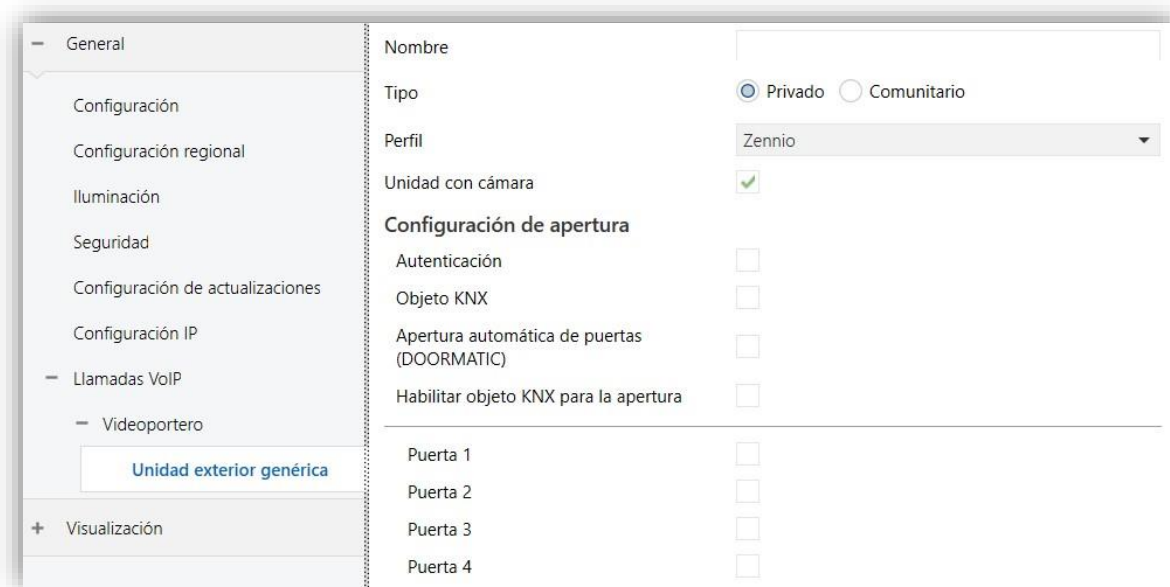 General
Configuración
Configuración regional
Iluminación
Seguridad
Configuración de actualizaciones
Configuración IP
Llamadas VoIP
Videoportero
Unidad exterior genérica
Visualización
Nombre
Tipo
Privado
Comunitario
Perfil
Zennio
Unidad con cámara
Configuración de apertura
Autenticación
Objeto KNX
Apertura automática de puertas
(DOORMATIC)
Habilitar objeto KNX para la apertura
Puerta 1
Puerta 2
Puerta 3
Puerta 4